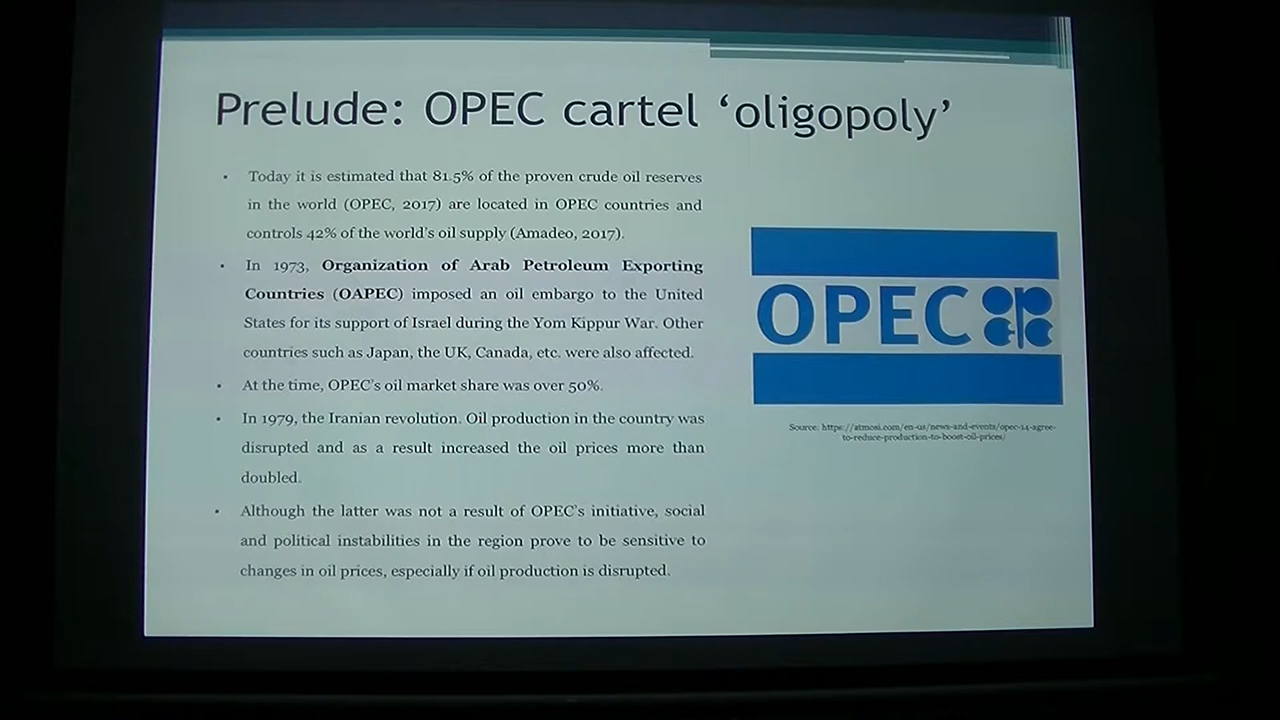 Prelude: OPEC cartel ‘oligopoly’
• Today it is estimated that 81.5% of the proven crude oil reserves
in the world (OPEC, 2017) are located in OPEC countries and
controls 42% of the world's oil supply (Amadeo, 2017).
• In 1973, Organization of Arab Petroleum Exporting
Countries (OAPEC) imposed an oil embargo to the United
States for its support of Israel during the Yom Kippur War. Other
countries such as Japan, the UK, Canada, etc. were also affected.
• At the time, OPEC's oil market share was over 50%.
• In 1979, the Iranian revolution. Oil production in the country was
disrupted and as a result increased the oil prices more than
doubled.
• Although the latter was not a result of OPEC's initiative, social
and political instabilities in the region prove to be sensitive to
changes in oil prices, especially if oil production is disrupted.
OPEC
Source: https://atmosi.com/en-us/news-and-events/opec-14-agree-
to-reduce-production-to-boost-oil-prices/